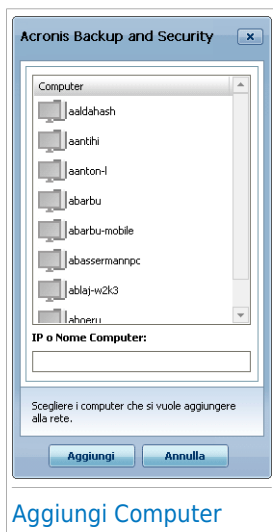 Acronis Backup and Security
Computer
aaldahash
aantihi
aanton-l
abarbu
abarbu-mobile
abassermannpc
ablaj-w2k3
IP o Nome Computer:
Scegliere i computer che si vuole aggiungere
alla rete.
Aggiungi Annulla
Aggiungi Computer